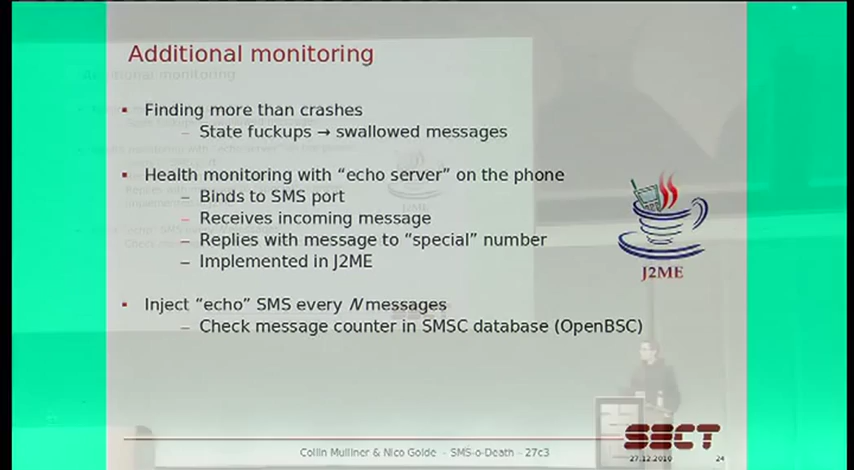 Additional monitoring
Finding more than crashes
– State fuckups → swallowed messages
Health monitoring with “echo server” on the phone
– Binds to SMS port
– Receives incoming message
– Replies with message to “special” number
– Implemented in J2ME
J2ME
Inject “echo” SMS every N messages
– Check message counter in SMSC database (OpenBSC)
Collin Mulliner & Nico Golde - SMS-o-Death - 27c3
SECT
27.12.2010 24